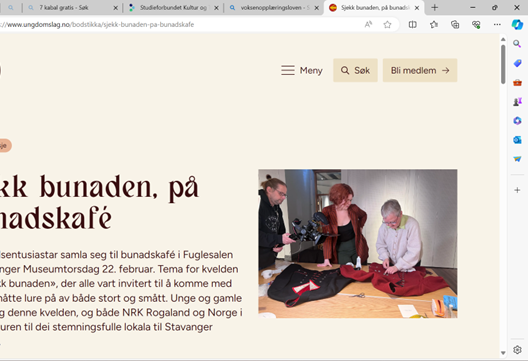 7 kabal gratis - Søk
Studieforbundet Kultur og
voksenopplæringsloven - S
Sjekk bunaden, på bunadsk
://www.ungdomslag.no/bodstikka/sjekk-bunaden-pa-bunadskafe
Meny
Søk
Bli medlem
kk bunaden, på
nadskafé
lsentusiastar samla seg til bunadskafé i Fuglesalen
nger Museumtorsdag 22. februar. Tema for kvelden
kk bunaden», der alle vart invitert til å komme med
måtte lure på av både stort og smått. Unge og gamle
g denne kvelden, og både NRK Rogaland og Norge i
uren til dei stemningsfulle lokala til Stavanger